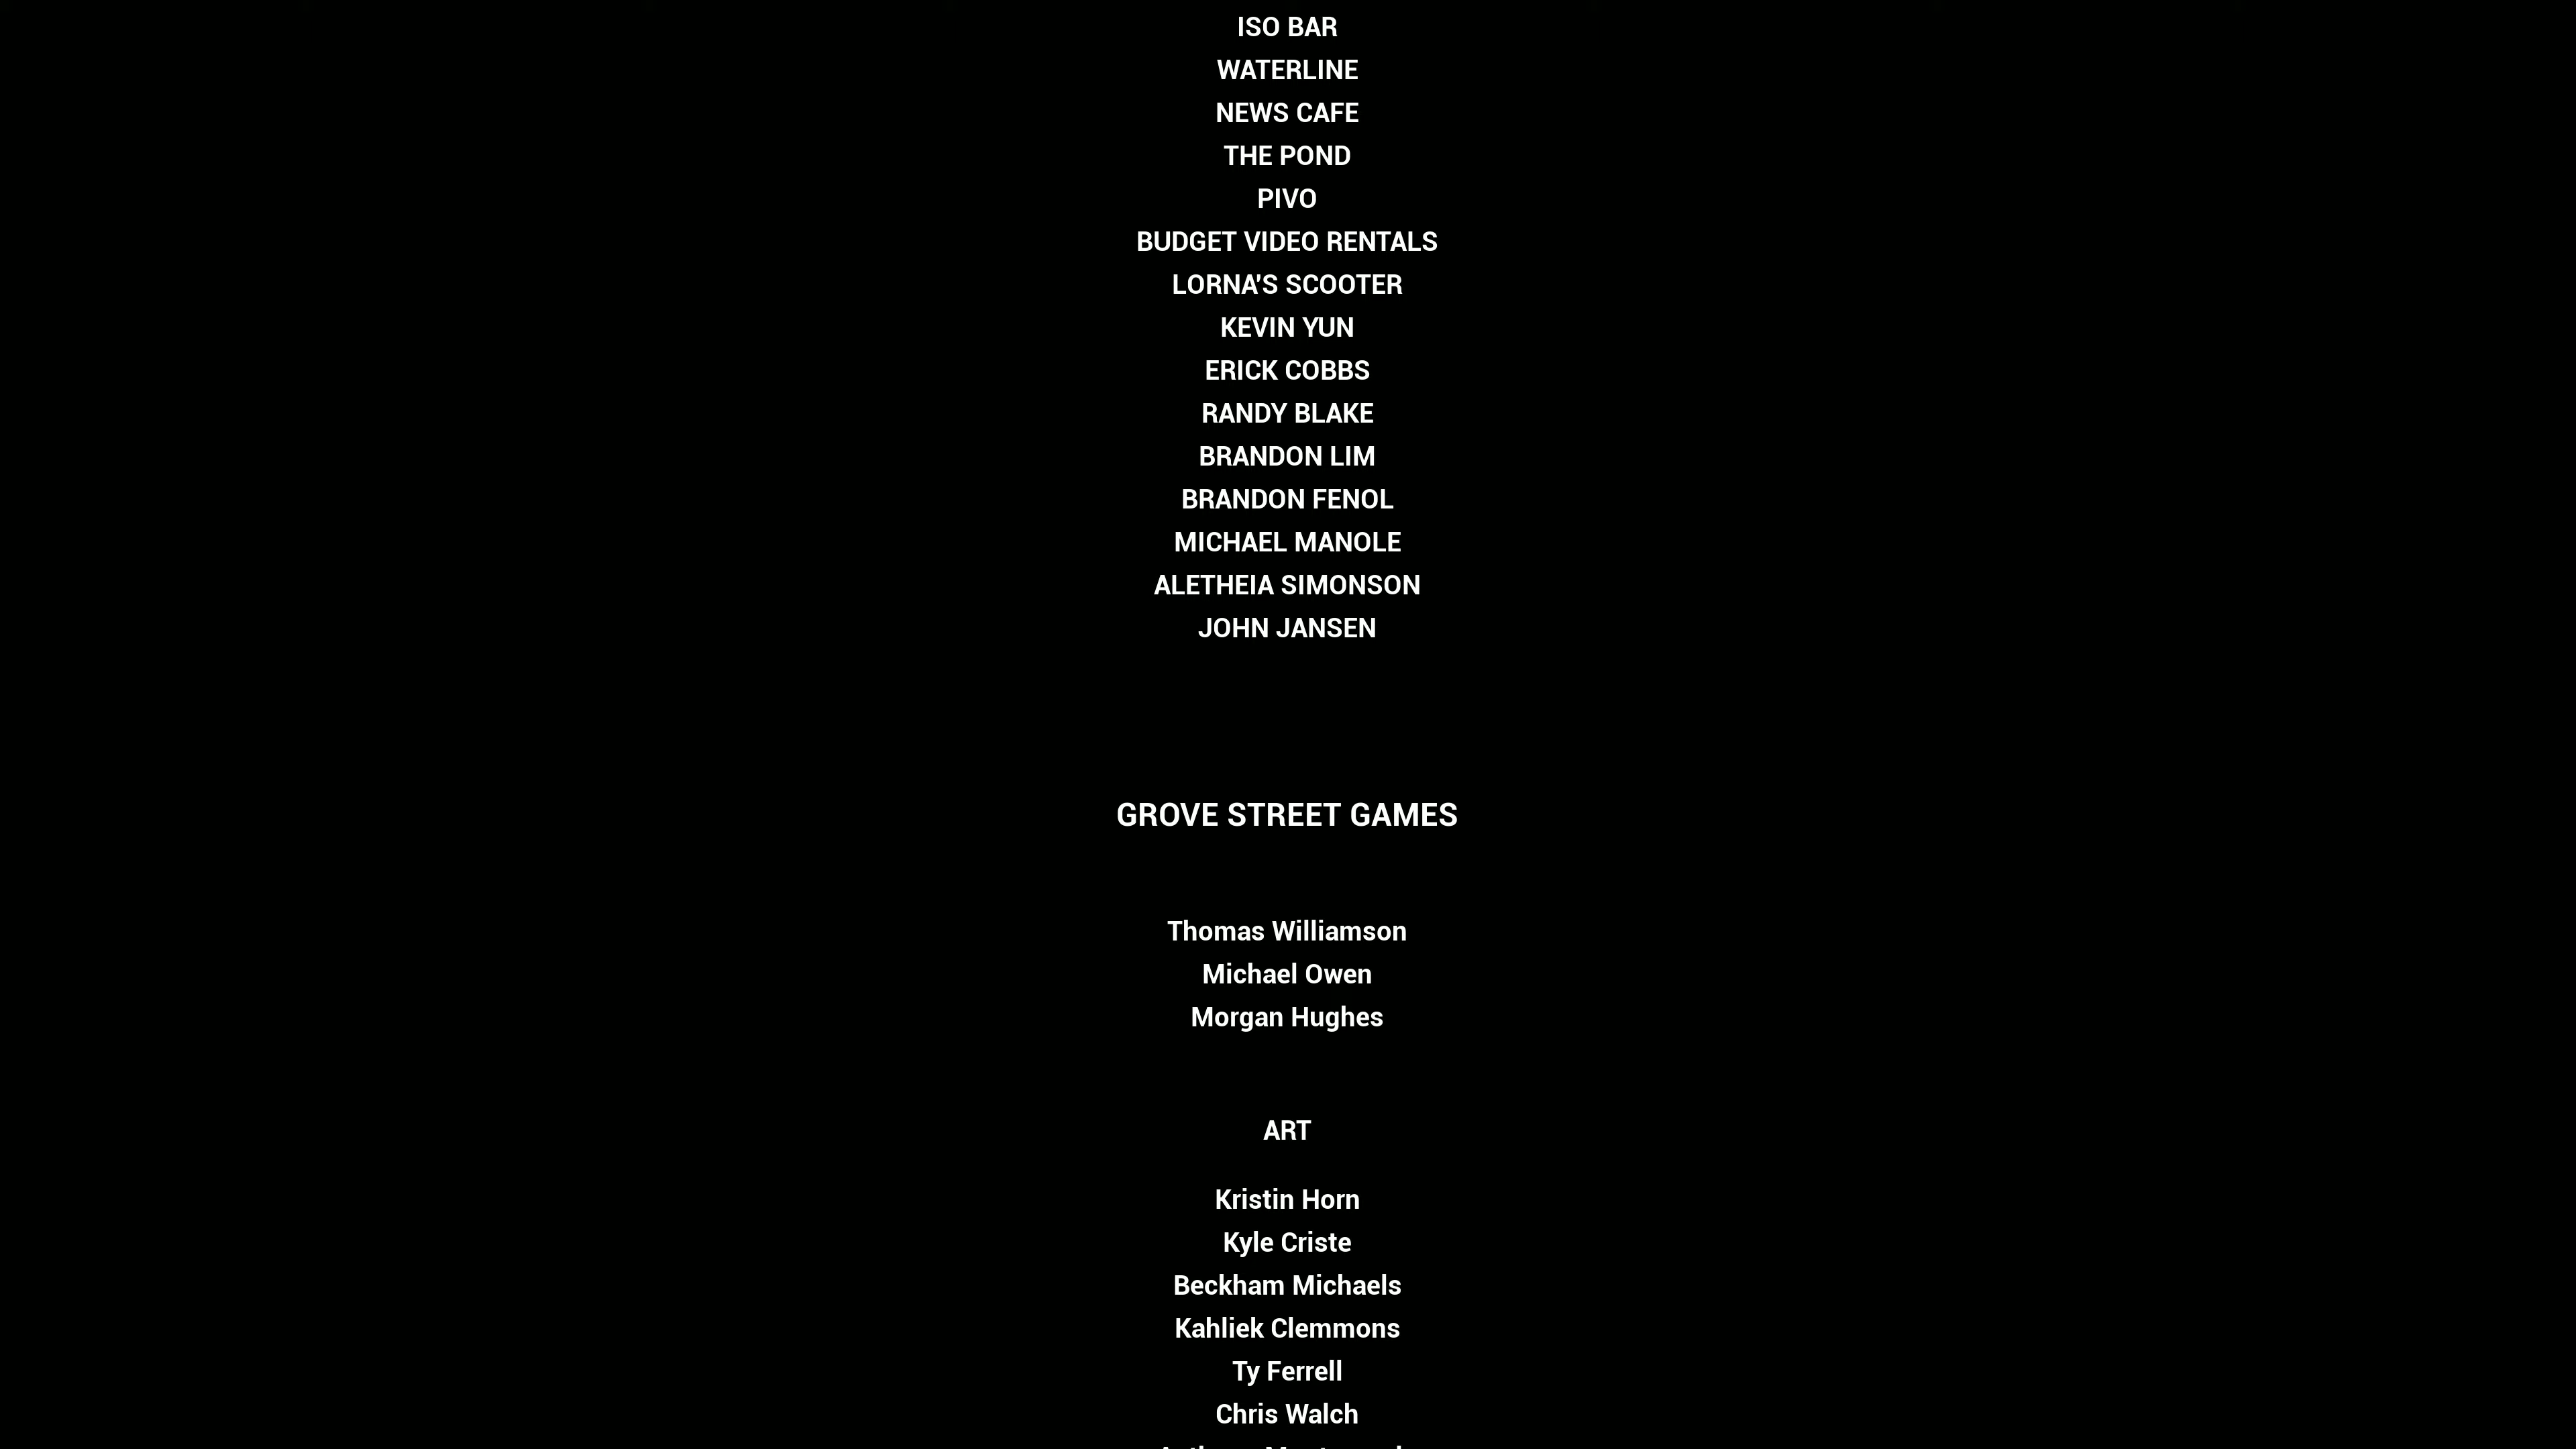 ISO BAR
WATERLINE
NEWS CAFE
THE POND
PIVO
BUDGET VIDEO RENTALS
LORNA'S SCOOTER
KEVIN YUN
ERICK COBBS
RANDY BLAKE
BRANDON LIM
BRANDON FENOL
MICHAEL MANOLE
ALETHEIA SIMONSON
JOHN JANSEN
GROVE STREET GAMES
Thomas Williamson
Michael Owen
Morgan Hughes
ART
Kristin Horn
Kyle Criste
Beckham Michaels
Kahliek Clemmons
Ty Ferrell
Chris Walch